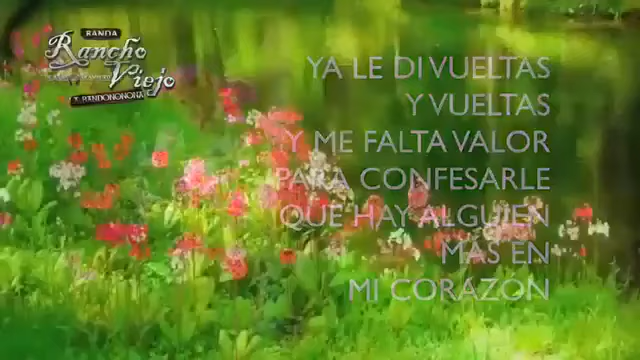 BANDA
Rancho
Viejo
LA BANDONONONA
YA LE DI VUELTAS
Y VUELTAS
Y ME FALTA VALOR
PARA CONFESARLE
QUE HAY ALGUIEN
MAS EN
MI CORAZON